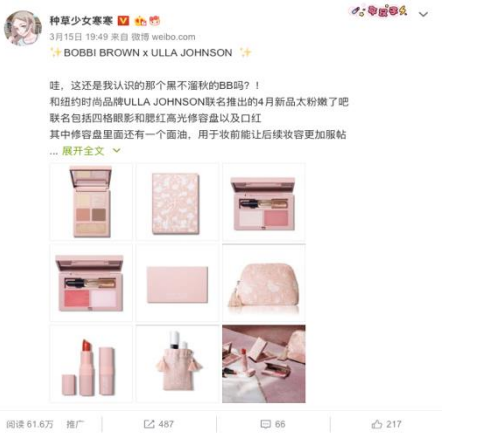 种草少女寒寒
3月15日 19:49 来自 微博 weibo.com
✨BOBBI BROWN x ULLA JOHNSON ✨
哇，这还是我认识的那个黑不溜秋的BB吗？！
和纽约时尚品牌ULLA JOHNSON联名推出的4月新品太粉嫩了吧
联名包括四格眼影和腮红高光修容盘以及口红
其中修容盘里面还有一个面油，用于妆前能让后续妆容更加服帖
... 展开全文
阅读 61.6万 推广 487 66 217